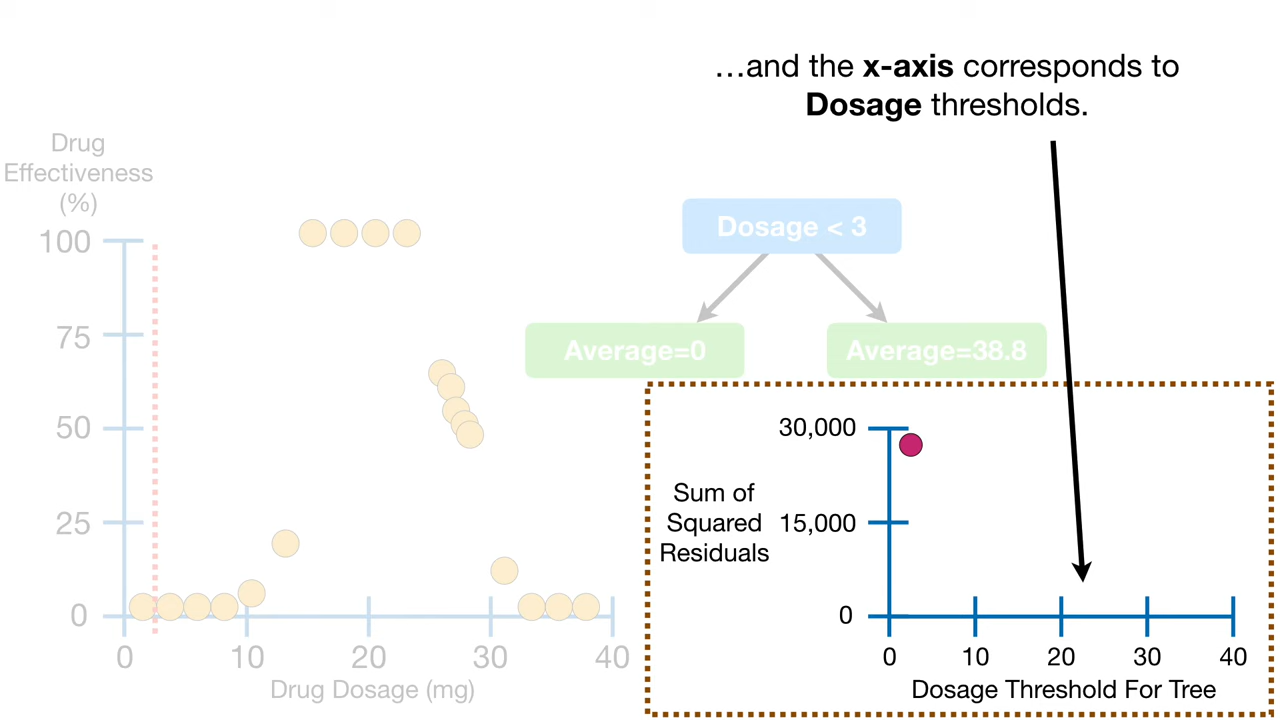 …and the x-axis corresponds to
Dosage thresholds.
Drug
Effectiveness
(%)
100
75
50
25
0
0 10 20 30 40
Drug Dosage (mg)
Dosage < 3
Average=0
Average=38.8
30,000
15,000
0
Sum of
Squared
Residuals
0 10 20 30 40
Dosage Threshold For Tree